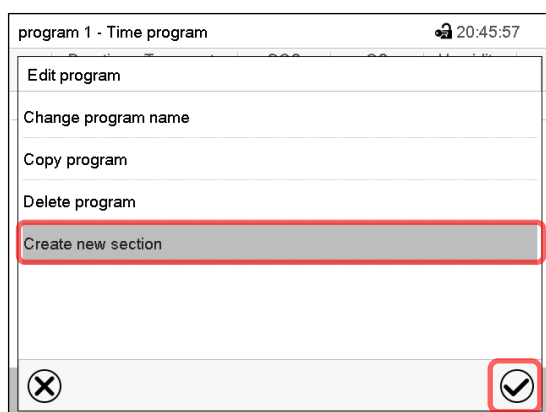 program 1 - Time program 20:45:57
Edit program
Change program name
Copy program
Delete program
Create new section